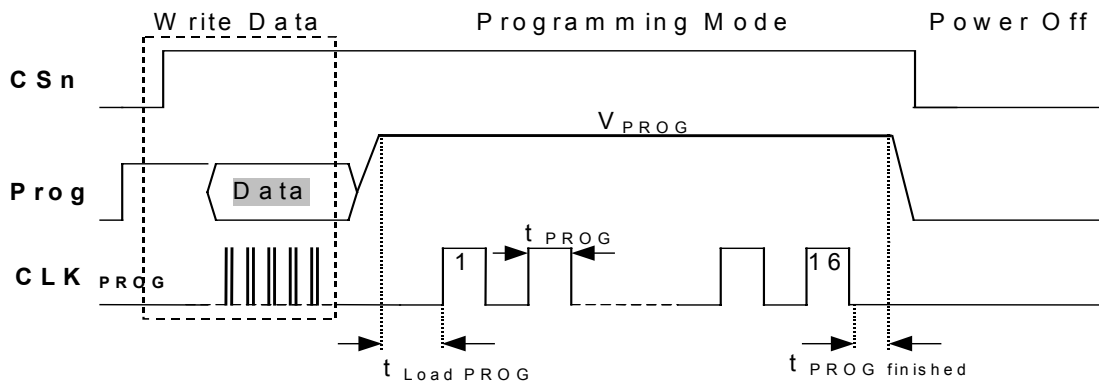 Write Data Programming Mode Power Off
CSn
V PROG
Prog
Data
t PROG
CLK PROG
1
16
t Load PROG
t PROG finished